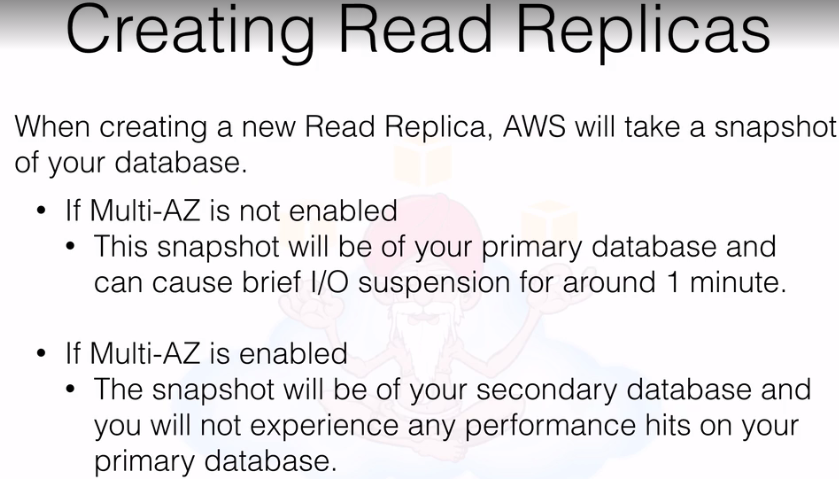 Creating Read Replicas
When creating a new Read Replica, AWS will take a snapshot
of your database.
• If Multi-AZ is not enabled
• This snapshot will be of your primary database and
can cause brief I/O suspension for around 1 minute.
• If Multi-AZ is enabled
• The snapshot will be of your secondary database and
you will not experience any performance hits on your
primary database.